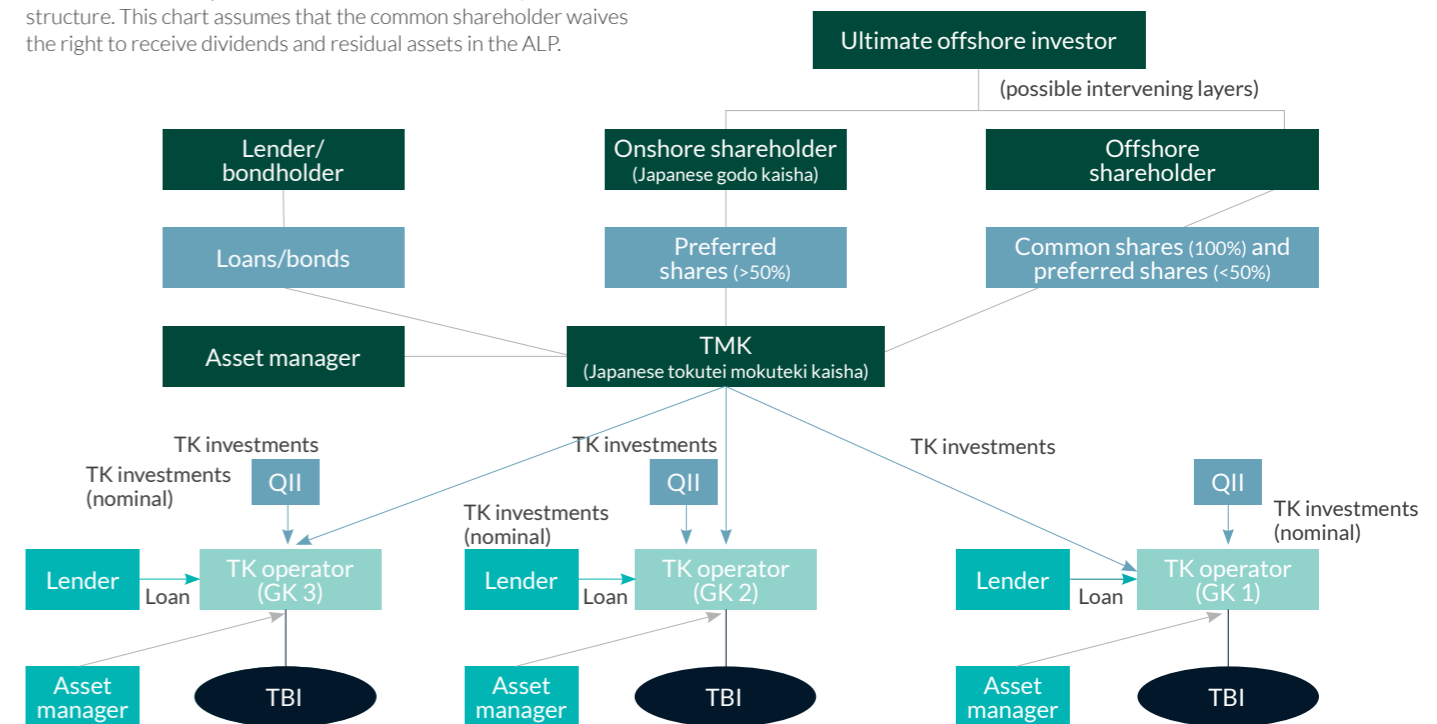 structure. This chart assumes that the common shareholder waives
the right to receive dividends and residual assets in the ALP.
Ultimate offshore investor
(possible intervening layers)
Lender/
bondholder
Onshore shareholder
(Japanese godo kaisha)
Offshore
shareholder
Loans/bonds
Preferred
shares (>50%)
Common shares (100%) and
preferred shares (<50%)
Asset manager
TMK
(Japanese tokutei mokuteki kaisha)
TK investments
TK investments
(nominal)
QII
TK investments
QII
TK investments
(nominal)
TK investments
QII
TK investments
(nominal)
Lender
Loan
TK operator
(GK 3)
Lender
Loan
TK operator
(GK 2)
Lender
Loan
TK operator
(GK 1)
Asset
manager
TBI
Asset
manager
TBI
Asset
manager
TBI